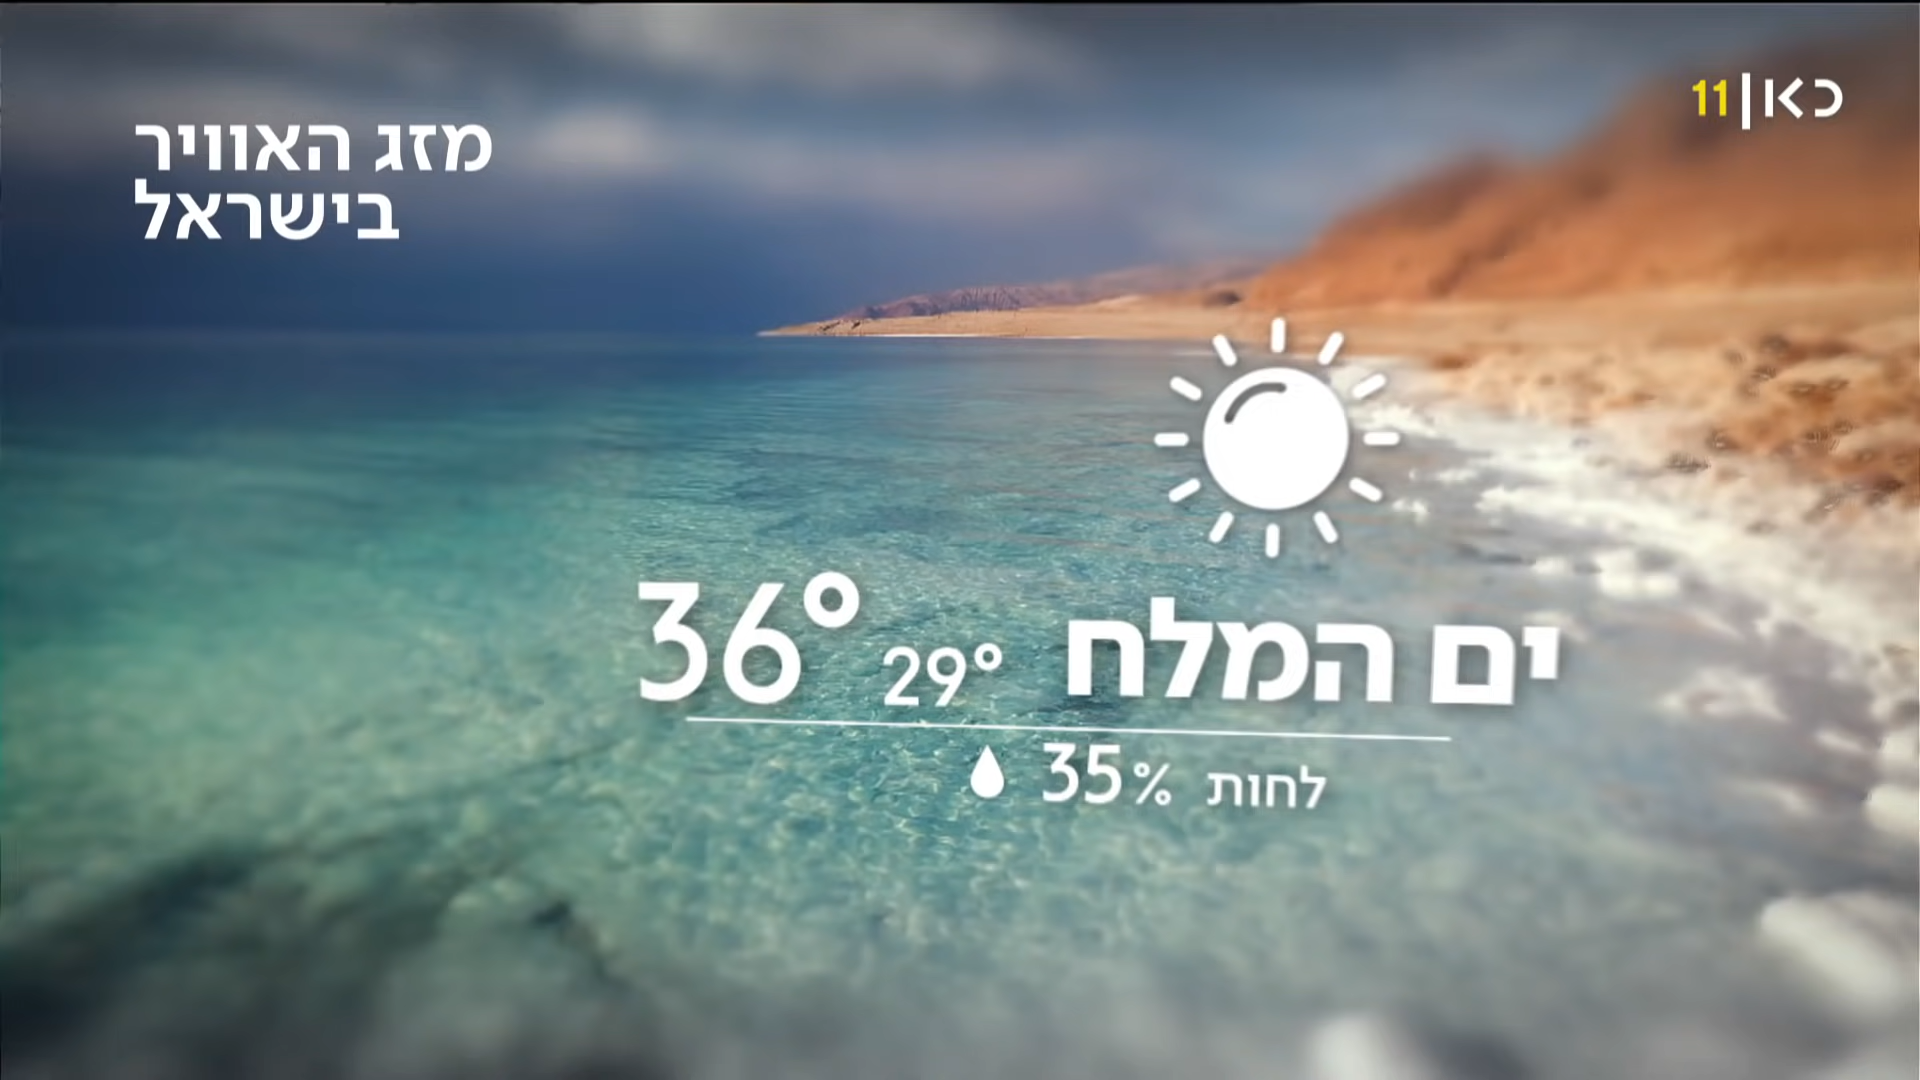 כאן|11
מזג האוויר
בישראל
ים המלח 29° 36°
לחות 35%